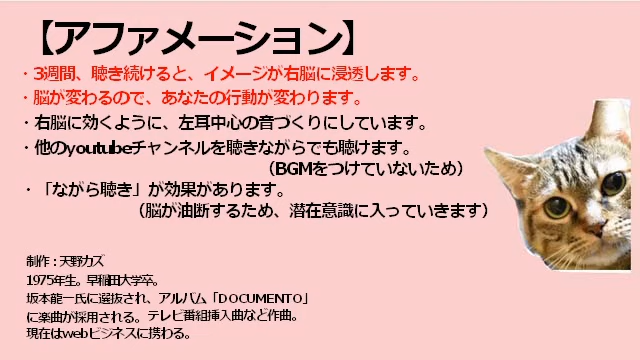 【アファメーション】
・3週間、聴き続けると、イメージが右脳に浸透します。
・脳が変わるので、あなたの行動が変わります。
・右脳に効くように、左耳中心の音づくりにしています。
・他のyoutubeチャンネルを聴きながらでも聴けます。
（BGMをつけていないため）
・「ながら聴き」が効果があります。
（脳が油断するため、潜在意識に入っていきます）
制作：天野カズ
1975年生。早稲田大学卒。
坂本龍一氏に選抜され、アルバム「DOCUMENTO」
に楽曲が採用される。テレビ番組挿入曲など作曲。
現在はwebビジネスに携わる。